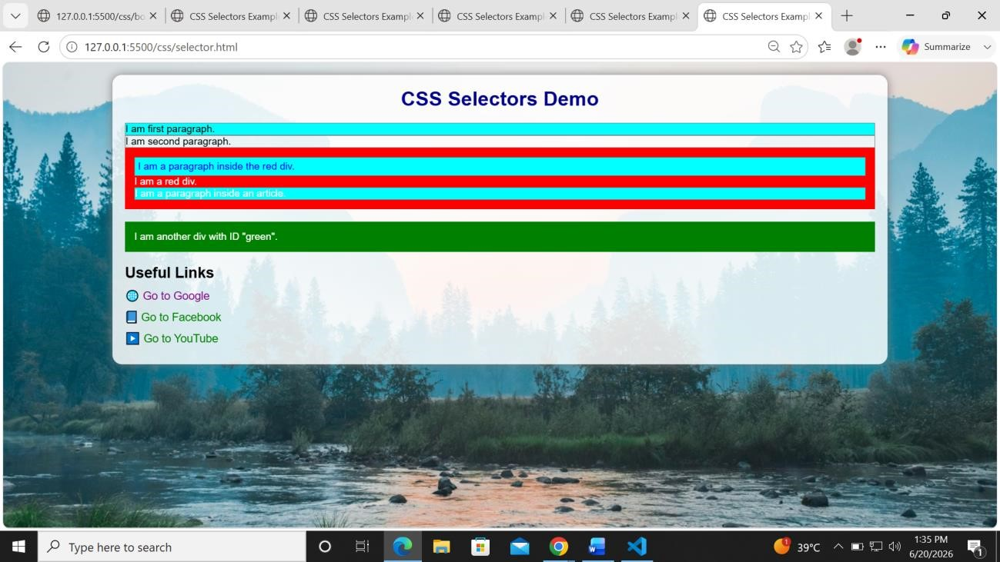 127.0.0.1:5500/css/bo
CSS Selectors Exampl
CSS Selectors Exampl
CSS Selectors Exampl
CSS Selectors Exampl
CSS Selectors Exampl
127.0.0.1:5500/css/selector.html
Summarize
CSS Selectors Demo
I am first paragraph.
I am second paragraph.
I am a paragraph inside the red div.
I am a red div.
I am a paragraph inside an article.
I am another div with ID "green".
Useful Links
Go to Google
Go to Facebook
Go to YouTube
Type here to search
1
39°C
1:35 PM
6/20/2026
1